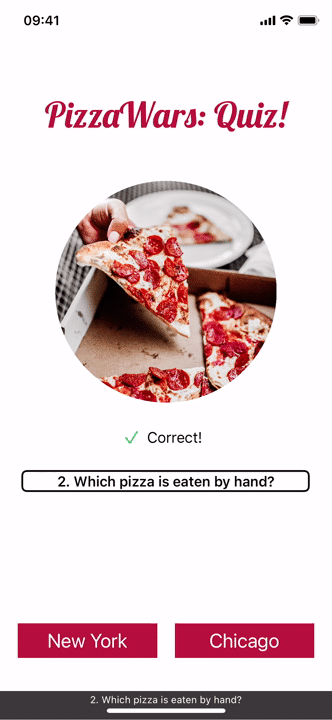 09:41
PizzaWars: Quiz!
✓ Correct!
2. Which pizza is eaten by hand?
New York
Chicago
2. Which pizza is eaten by hand?